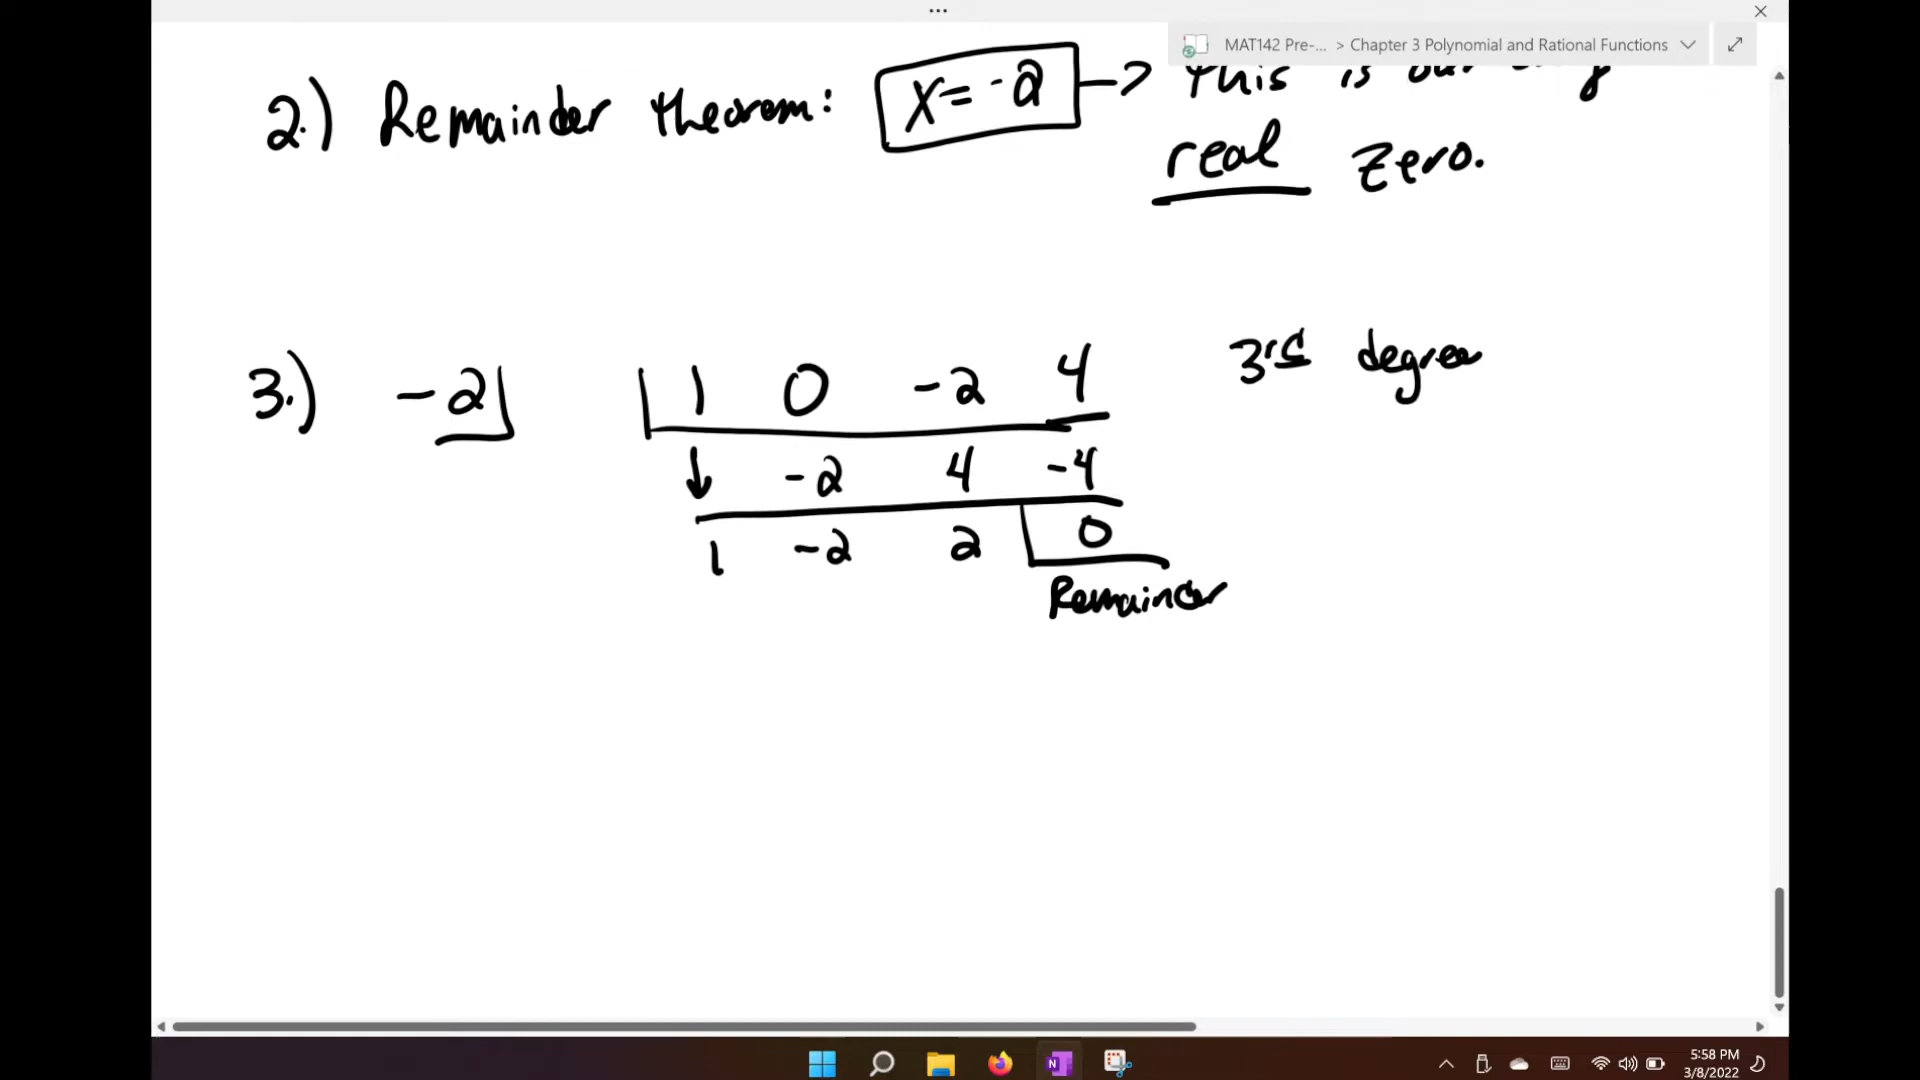 MAT142 Pre-... > Chapter 3 Polynomial and Rational Functions
2.) Remainder theorem: x = -2 -> This is our only
real zero.
3.) -2 1 0 -2 4 3rd degree
↓ -2 4 -4
1 -2 2 0
Remainder
5:58 PM
3/8/2022